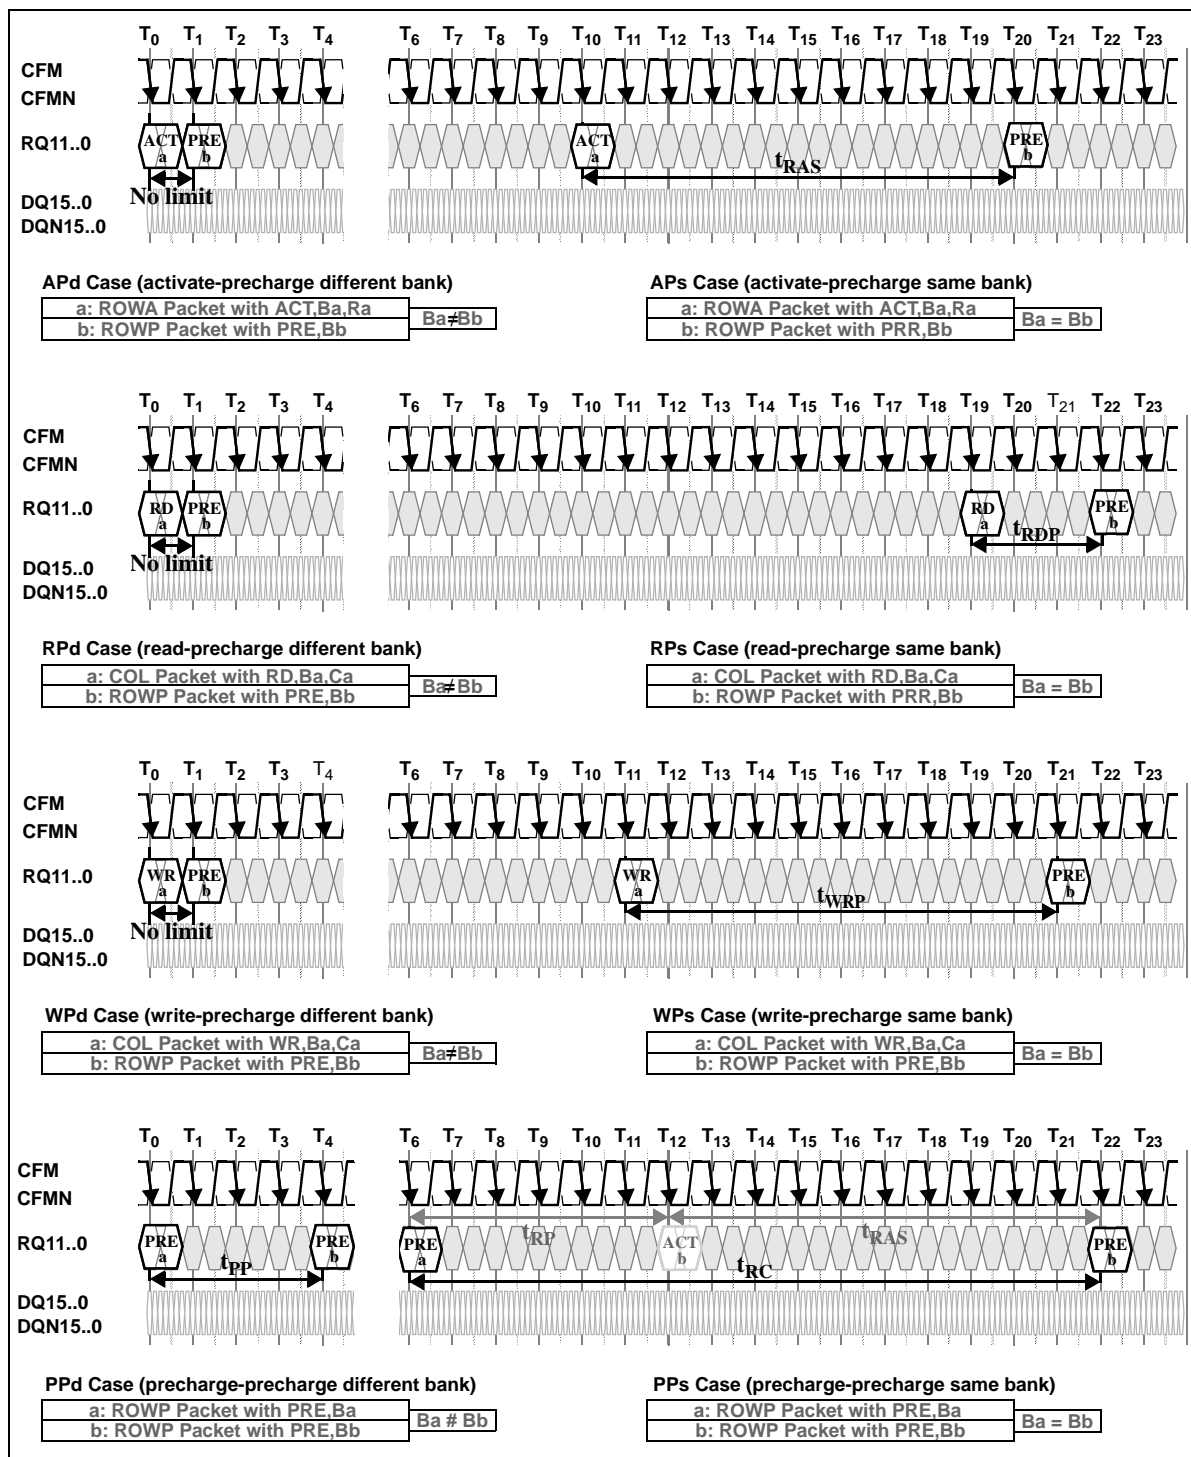 T0 T1 T2 T3 T4 T6 T7 T8 T9 T10 T11 T12 T13 T14 T15 T16 T17 T18 T19 T20 T21 T22 T23
CFM
CFMN
RQ11..0 ACT a PRE b ACT a tRAS PRE b
No limit
DQ15..0
DQN15..0
APd Case (activate-precharge different bank) APs Case (activate-precharge same bank)
a: ROWA Packet with ACT,Ba,Ra Ba≠Bb a: ROWA Packet with ACT,Ba,Ra Ba = Bb
b: ROWP Packet with PRE,Bb b: ROWP Packet with PRR,Bb
T0 T1 T2 T3 T4 T6 T7 T8 T9 T10 T11 T12 T13 T14 T15 T16 T17 T18 T19 T20 T21 T22 T23
CFM
CFMN
RQ11..0 RD a PRE b RD a tRDP PRE b
No limit
DQ15..0
DQN15..0
RPd Case (read-precharge different bank) RPs Case (read-precharge same bank)
a: COL Packet with RD,Ba,Ca Ba≠Bb a: COL Packet with RD,Ba,Ca Ba = Bb
b: ROWP Packet with PRE,Bb b: ROWP Packet with PRR,Bb
T0 T1 T2 T3 T4 T6 T7 T8 T9 T10 T11 T12 T13 T14 T15 T16 T17 T18 T19 T20 T21 T22 T23
CFM
CFMN
RQ11..0 WR a PRE b WR a tWRP PRE b
No limit
DQ15..0
DQN15..0
WPd Case (write-precharge different bank) WPs Case (write-precharge same bank)
a: COL Packet with WR,Ba,Ca Ba≠Bb a: COL Packet with WR,Ba,Ca Ba = Bb
b: ROWP Packet with PRE,Bb b: ROWP Packet with PRE,Bb
T0 T1 T2 T3 T4 T6 T7 T8 T9 T10 T11 T12 T13 T14 T15 T16 T17 T18 T19 T20 T21 T22 T23
CFM
CFMN
RQ11..0 PRE a tPP PRE b PRE a tRP ACT b tRAS PRE b
tRC
DQ15..0
DQN15..0
PPd Case (precharge-precharge different bank) PPs Case (precharge-precharge same bank)
a: ROWP Packet with PRE,Ba Ba # Bb a: ROWP Packet with PRE,Ba Ba = Bb
b: ROWP Packet with PRE,Bb b: ROWP Packet with PRE,Bb